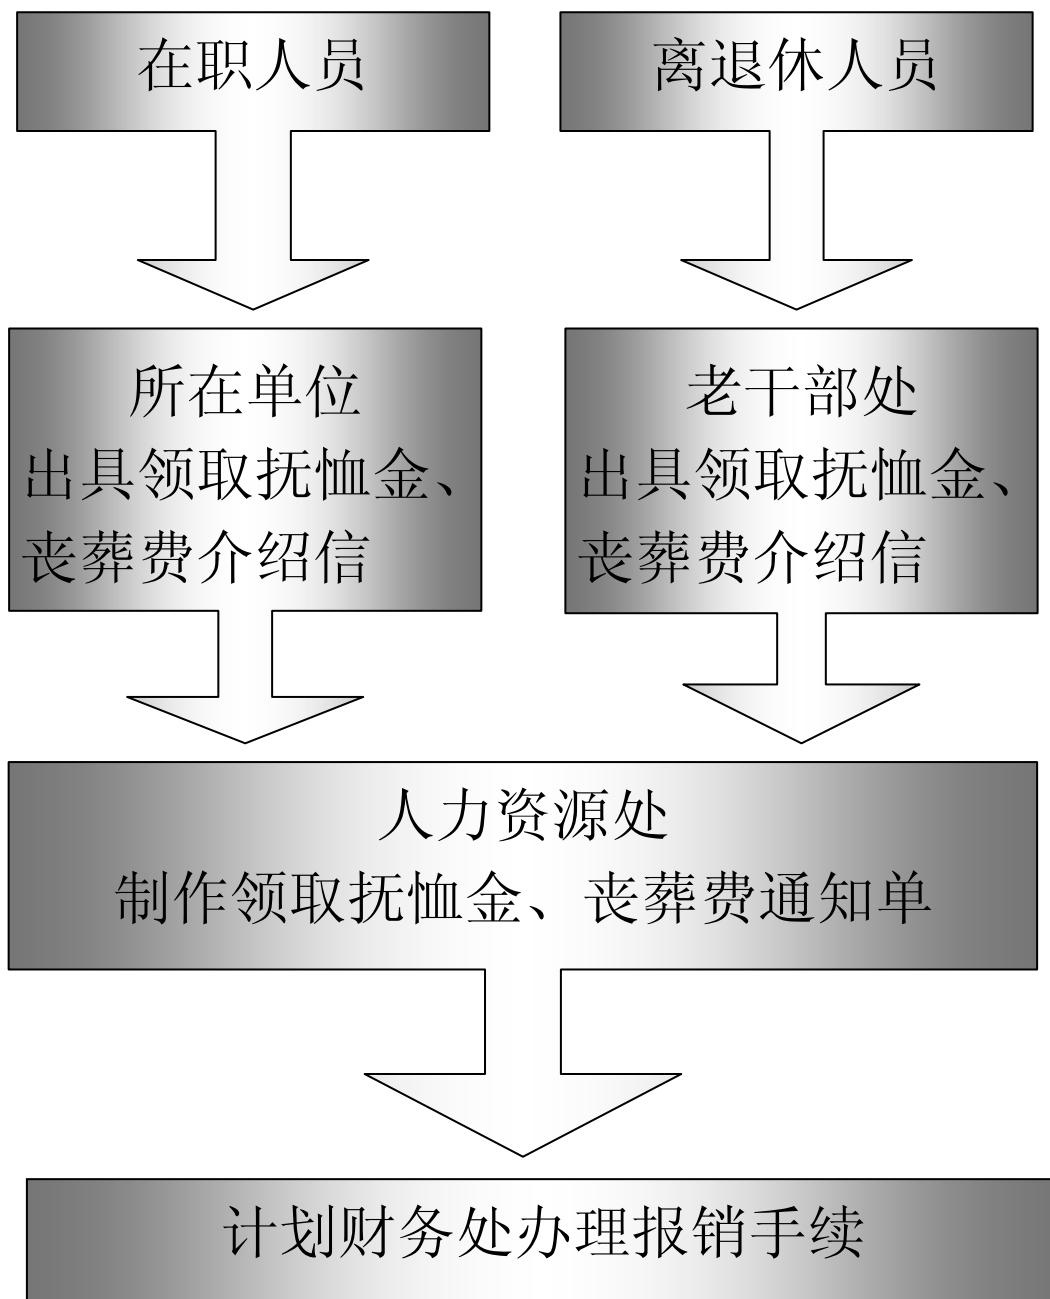 在职人员
离退休人员
所在单位
出具领取抚恤金、
丧葬费介绍信
老干部处
出具领取抚恤金、
丧葬费介绍信
人力资源处
制作领取抚恤金、丧葬费通知单
计划财务处办理报销手续